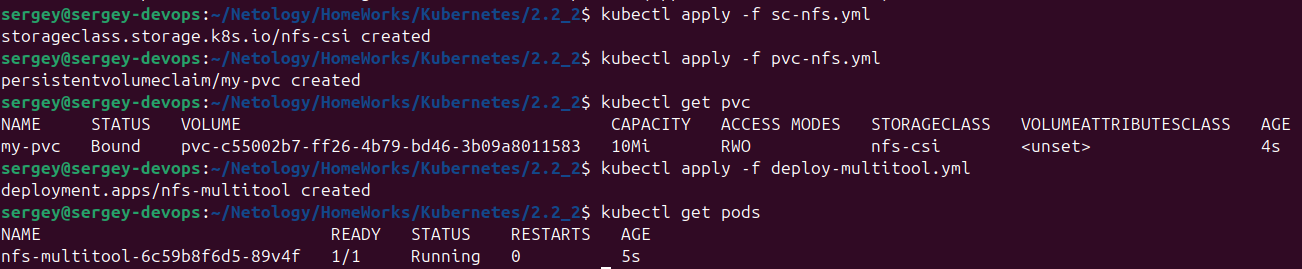 sergey@sergey-devops:~/Netology/HomeWorks/Kubernetes/2.2_2$ kubectl apply -f sc-nfs.yml
storageclass.storage.k8s.io/nfs-csi created
sergey@sergey-devops:~/Netology/HomeWorks/Kubernetes/2.2_2$ kubectl apply -f pvc-nfs.yml
persistentvolumeclaim/my-pvc created
sergey@sergey-devops:~/Netology/HomeWorks/Kubernetes/2.2_2$ kubectl get pvc
NAME     STATUS   VOLUME                                     CAPACITY   ACCESS MODES   STORAGECLASS   VOLUMEATTRIBUTESCLASS   AGE
my-pvc   Bound    pvc-c55002b7-ff26-4b79-bd46-3b09a8011583   10Mi       RWO            nfs-csi        <unset>                 4s
sergey@sergey-devops:~/Netology/HomeWorks/Kubernetes/2.2_2$ kubectl apply -f deploy-multitool.yml
deployment.apps/nfs-multitool created
sergey@sergey-devops:~/Netology/HomeWorks/Kubernetes/2.2_2$ kubectl get pods
NAME                             READY   STATUS    RESTARTS   AGE
nfs-multitool-6c59b8f6d5-89v4f   1/1     Running   0          5s